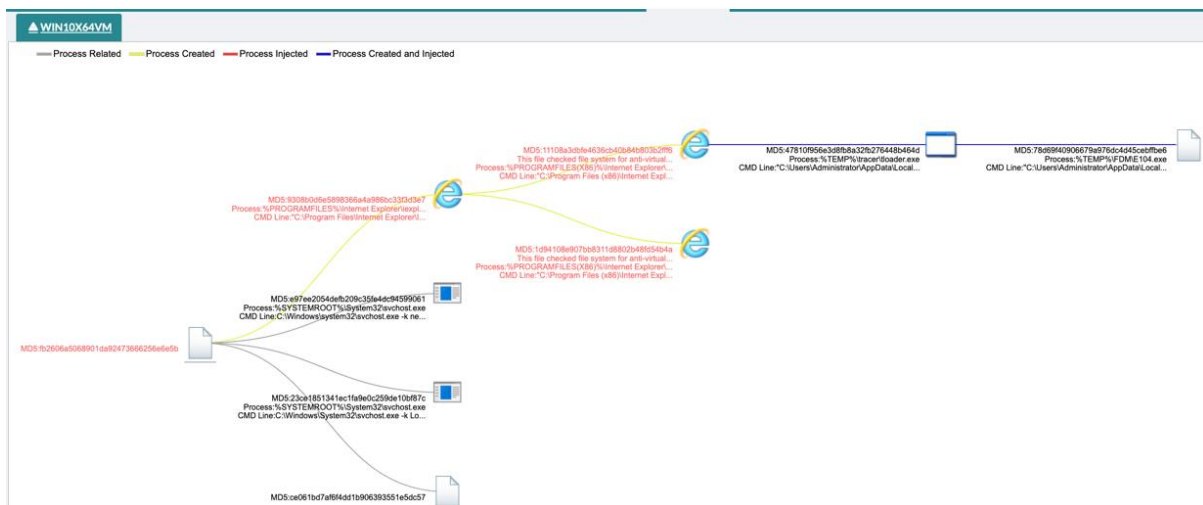 WIN10X64VM
Process Related Process Created Process Injected Process Created and Injected
MD5:11108a3dbfe4636cb40b84b803b2fff6
This file checked file system for anti-virtual...
Process:%PROGRAMFILES(X86)%\Internet Explorer\...
CMD Line:"C:\Program Files (x86)\Internet Expl...
MD5:47810f956e3d8fb8a32fb276448b464d
Process:%TEMP%\tracer\tloader.exe
CMD Line:"C:\Users\Administrator\AppData\Local...
MD5:78d69f40906679a976dc4d45cebffbe6
Process:%TEMP%\FDM\E104.exe
CMD Line:"C:\Users\Administrator\AppData\Local...
MD5:9308b0d6e5898366a4a986bc33f3d3e7
Process:%PROGRAMFILES%\Internet Explorer\iexpl...
CMD Line:"C:\Program Files\Internet Explorer\i...
MD5:1d94108e907bb8311d8802b48fd54b4a
This file checked file system for anti-virtual...
Process:%PROGRAMFILES(X86)%\Internet Explorer\...
CMD Line:"C:\Program Files (x86)\Internet Expl...
MD5:e97ee2054defb209c35fe4dc94599061
Process:%SYSTEMROOT%\System32\svchost.exe
CMD Line:C:\Windows\system32\svchost.exe -k ne...
MD5:fb2606a5068901da92473666256e6e5b
MD5:23ce1851341ec1fa9e0c259de10bf87c
Process:%SYSTEMROOT%\System32\svchost.exe
CMD Line:C:\Windows\System32\svchost.exe -k Lo...
MD5:ce061bd7af6f4dd1b906393551e5dc57